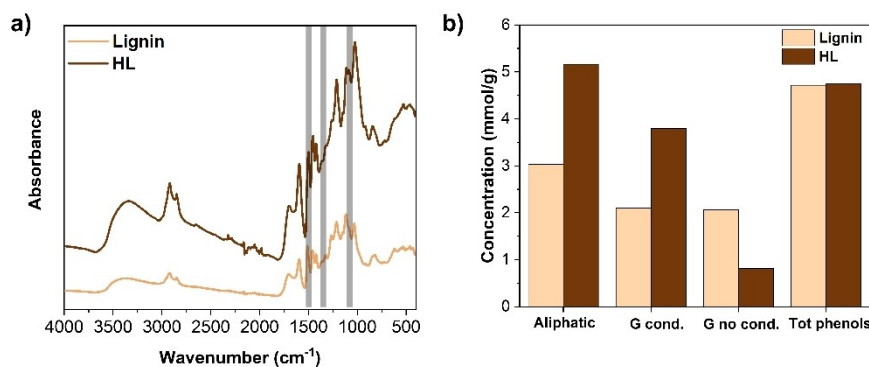 a)
Lignin
HL
Absorbance
4000 3500 3000 2500 2000 1500 1000 500
Wavenumber (cm⁻¹)
b)
Lignin
HL
Concentration (mmol/g)
6
5
4
3
2
1
0
Aliphatic G cond. G no cond. Tot phenols